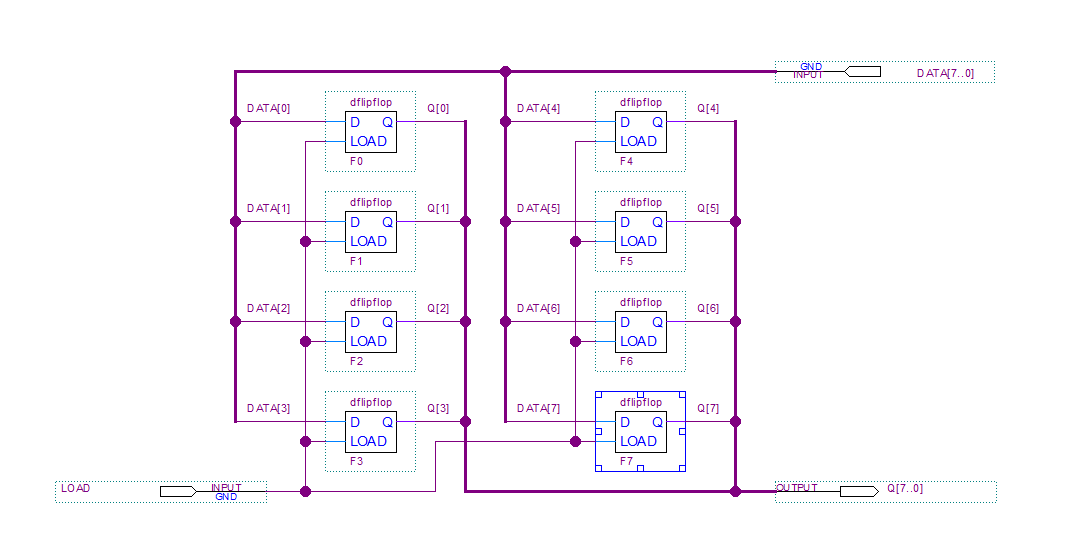 GND
INPUT
DATA[7..0]
dflipflop
dflipflop
DATA[0]
Q[0]
DATA[4]
Q[4]
D Q
D Q
LOAD
LOAD
F0
F4
dflipflop
dflipflop
DATA[1]
Q[1]
DATA[5]
Q[5]
D Q
D Q
LOAD
LOAD
F1
F5
dflipflop
dflipflop
DATA[2]
Q[2]
DATA[6]
Q[6]
D Q
D Q
LOAD
LOAD
F2
F6
dflipflop
dflipflop
DATA[3]
Q[3]
DATA[7]
Q[7]
D Q
D Q
LOAD
LOAD
F3
F7
LOAD
INPUT
GND
OUTPUT
Q[7..0]